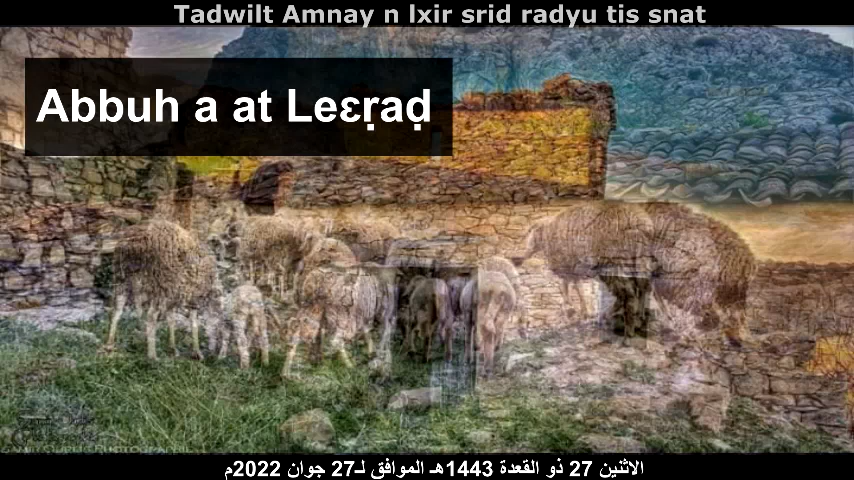 Tadwilt Amnay n lxir srid radyu tis snat
Abbuh a at Leɛṛaḍ
الاثنين 27 ذو القعدة 1443هـ الموافق لـ27 جوان 2022م